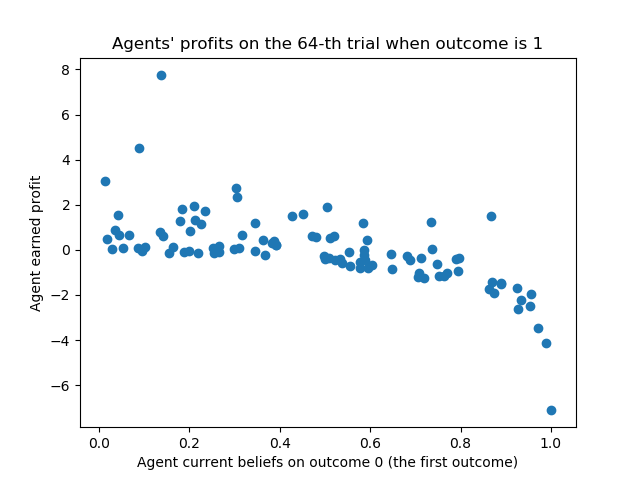 Agents' profits on the 64-th trial when outcome is 1
8
6
4
2
0
−2
−4
−6
Agent earned profit
0.0 0.2 0.4 0.6 0.8 1.0
Agent current beliefs on outcome 0 (the first outcome)